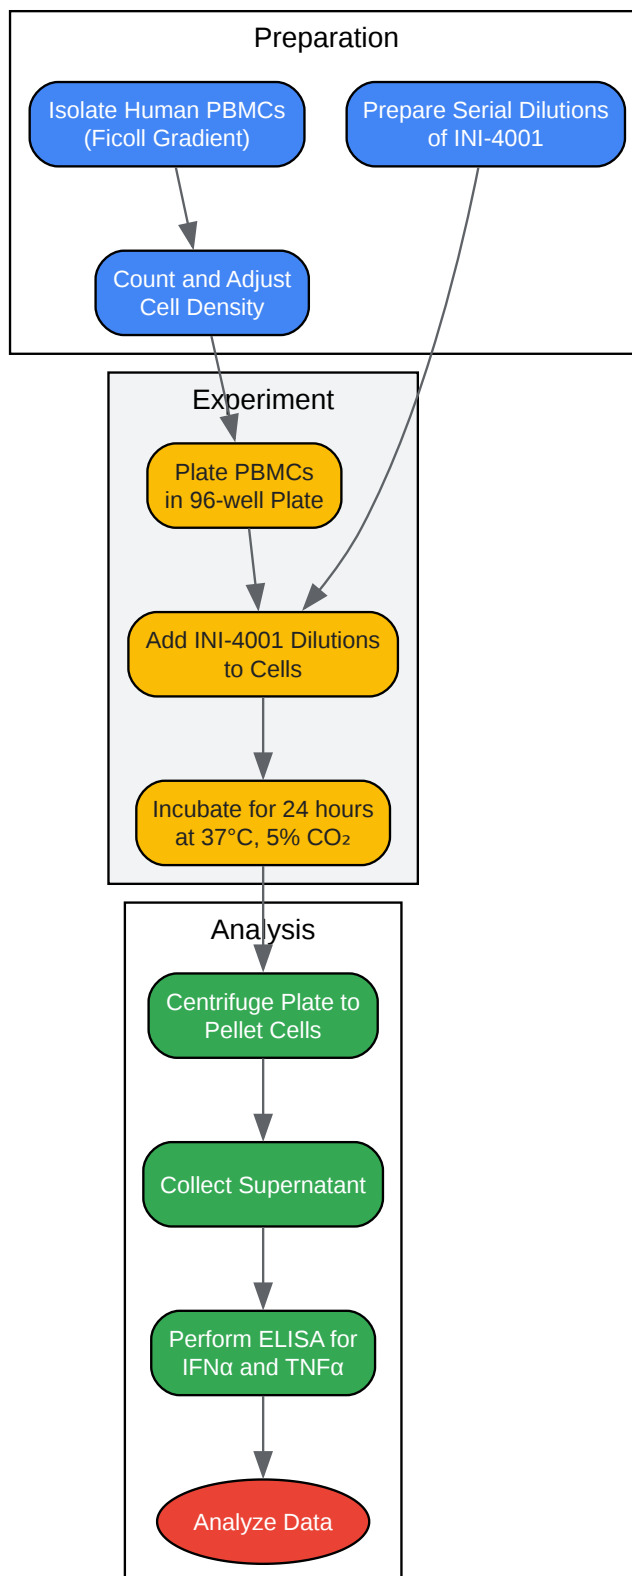 Preparation
Isolate Human PBMCs
(Ficoll Gradient)
Prepare Serial Dilutions
of INI-4001
Count and Adjust
Cell Density
Experiment
Plate PBMCs
in 96-well Plate
Add INI-4001 Dilutions
to Cells
Incubate for 24 hours
at 37°C, 5% CO₂
Analysis
Centrifuge Plate to
Pellet Cells
Collect Supernatant
Perform ELISA for
IFNα and TNFα
Analyze Data